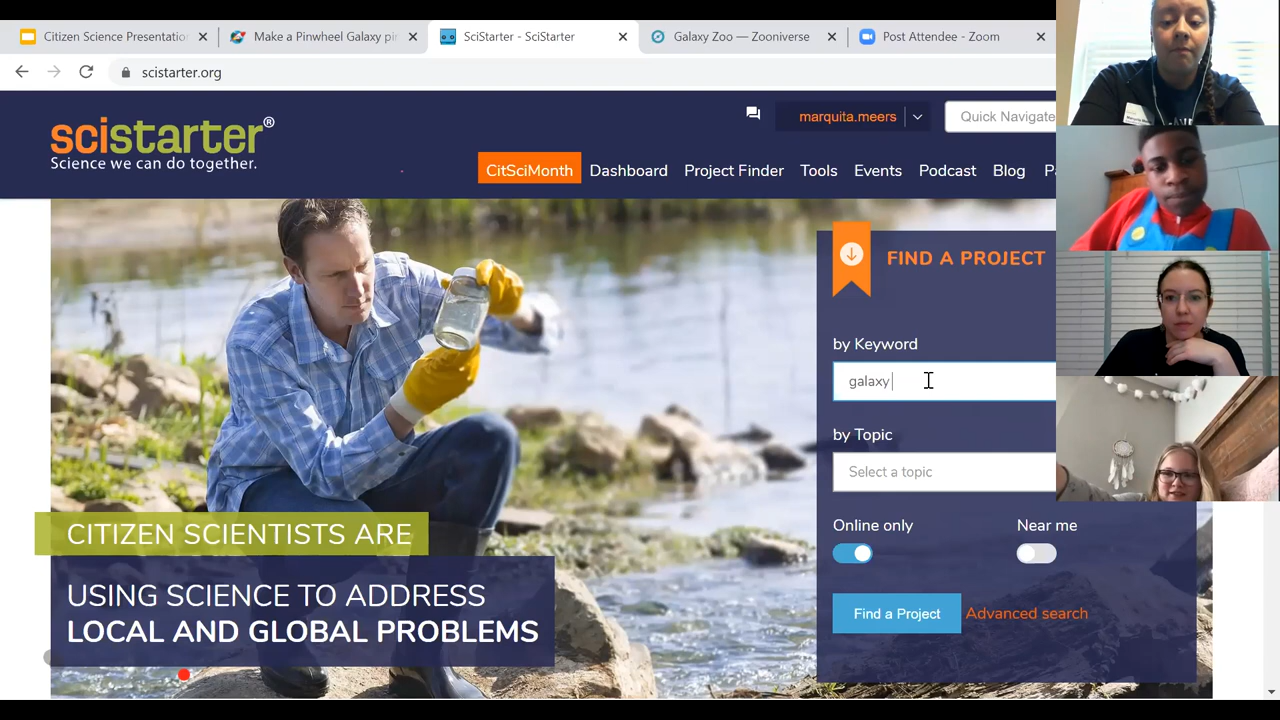 Citizen Science Presentatio
Make a Pinwheel Galaxy pi
SciStarter - SciStarter
Galaxy Zoo — Zooniverse
Post Attendee - Zoom
scistarter.org
scistarter®
Science we can do together.
marquita.meers
Quick Navigate
CitSciMonth
Dashboard
Project Finder
Tools
Events
Podcast
Blog
FIND A PROJECT
by Keyword
galaxy
by Topic
Select a topic
Online only
Near me
Find a Project
Advanced search
CITIZEN SCIENTISTS ARE
USING SCIENCE TO ADDRESS
LOCAL AND GLOBAL PROBLEMS